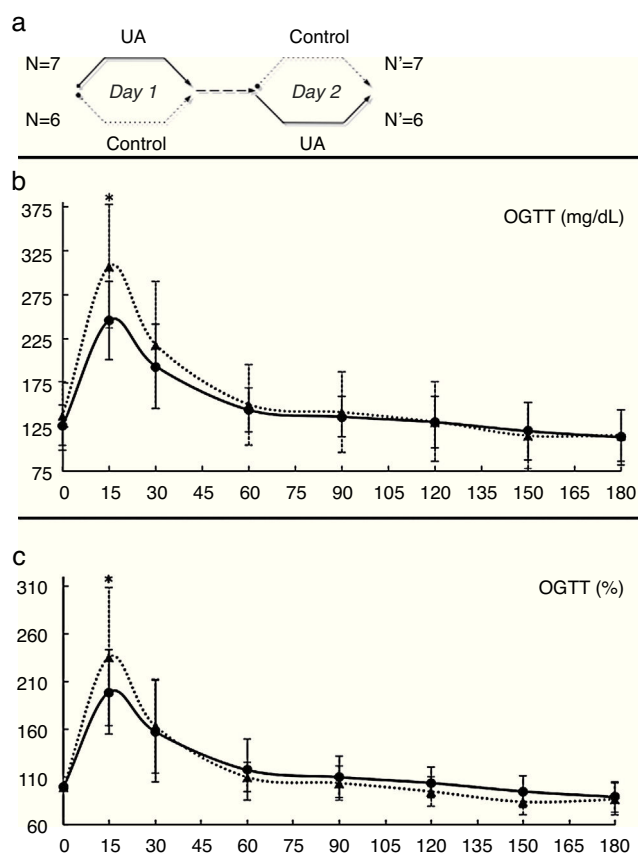 a
UA Control
N=7 N'=7
Day 1 Day 2
N=6 N'=6
Control UA
b
*
375
OGTT (mg/dL)
325
275
225
175
125
75
0 15 30 45 60 75 90 105 120 135 150 165 180
c
*
310
OGTT (%)
260
210
160
110
60
0 15 30 45 60 75 90 105 120 135 150 165 180